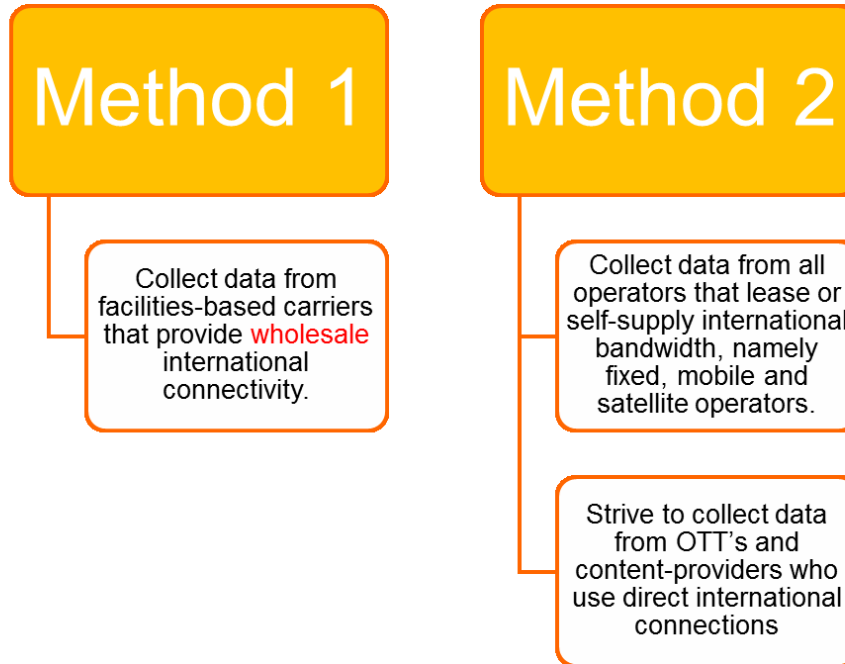 Method 1
Collect data from
facilities-based carriers
that provide wholesale
international
connectivity.
Method 2
Collect data from all
operators that lease or
self-supply international
bandwidth, namely
fixed, mobile and
satellite operators.
Strive to collect data
from OTT's and
content-providers who
use direct international
connections